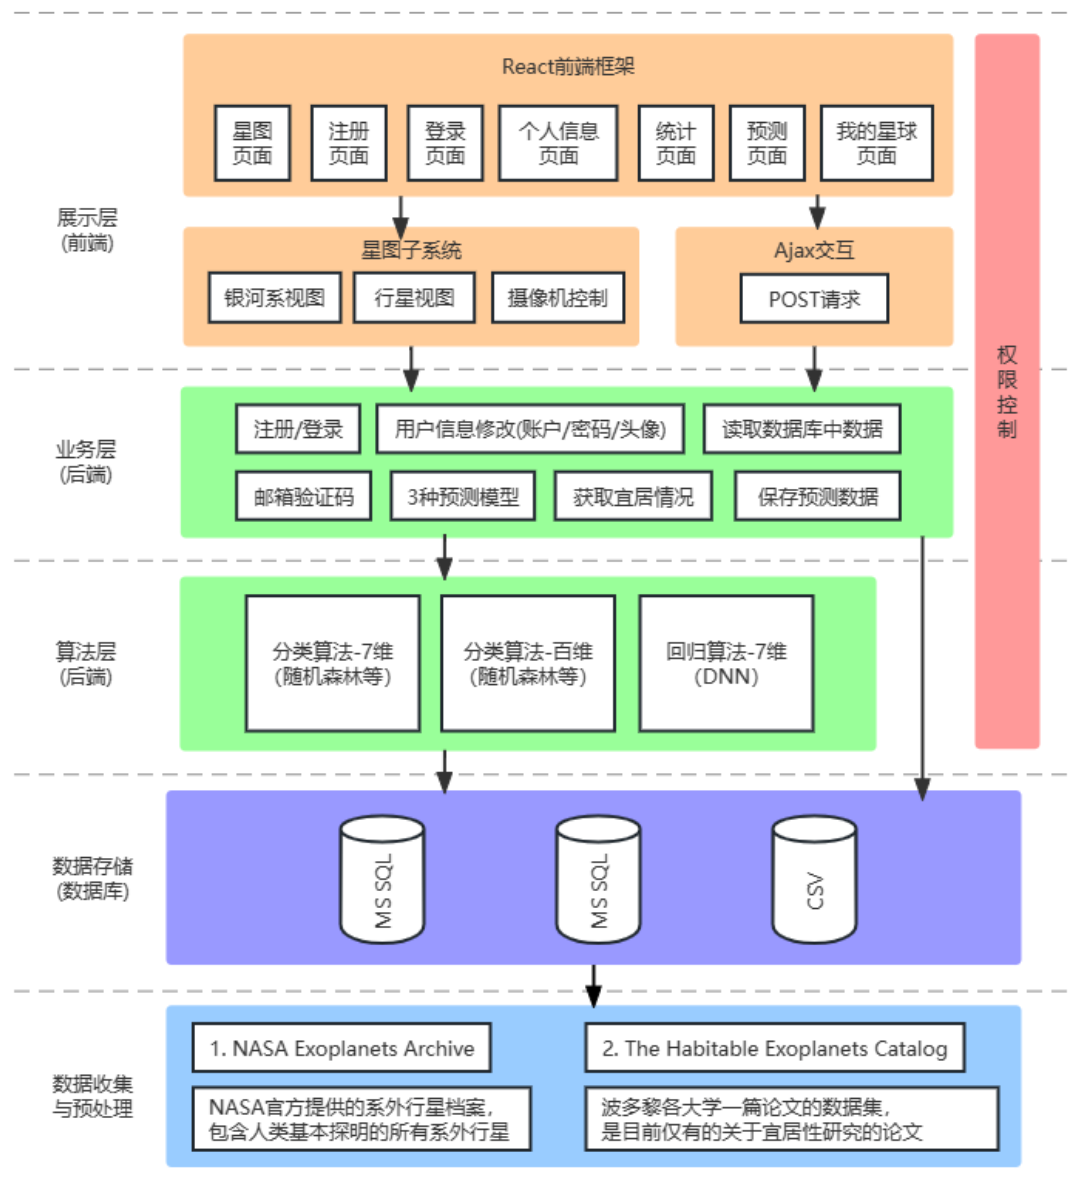 React前端框架
星图
页面
注册
页面
登录
页面
个人信息
页面
统计
页面
预测
页面
我的星球
页面
展示层
(前端)
星图子系统
银河系视图
行星视图
摄像机控制
Ajax交互
POST请求
权
限
控
制
业务层
(后端)
注册/登录
用户信息修改(账户/密码/头像)
读取数据库中数据
邮箱验证码
3种预测模型
获取宜居情况
保存预测数据
算法层
(后端)
分类算法-7维
（随机森林等）
分类算法-百维
（随机森林等）
回归算法-7维
（DNN）
数据存储
(数据库)
MS SQL
MS SQL
CSV
数据收集
与预处理
1. NASA Exoplanets Archive
2. The Habitable Exoplanets Catalog
NASA官方提供的系外行星档案，
包含人类基本探明的所有系外行星
波多黎各大学一篇论文的数据集，
是目前仅有的关于宜居性研究的论文